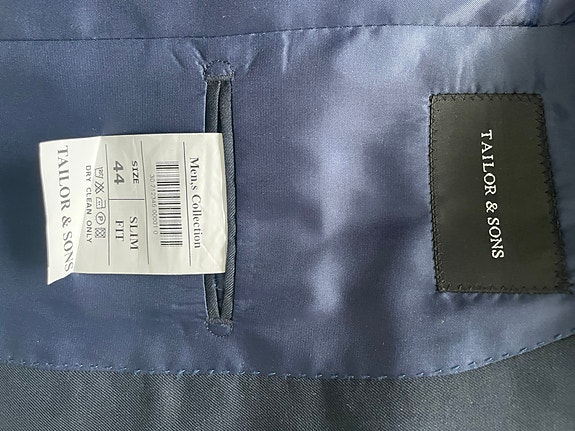 Men,s Collection
SIZE
44
SLIM
FIT
DRY CLEAN ONLY
TAILOR & SONS
TAILOR & SONS